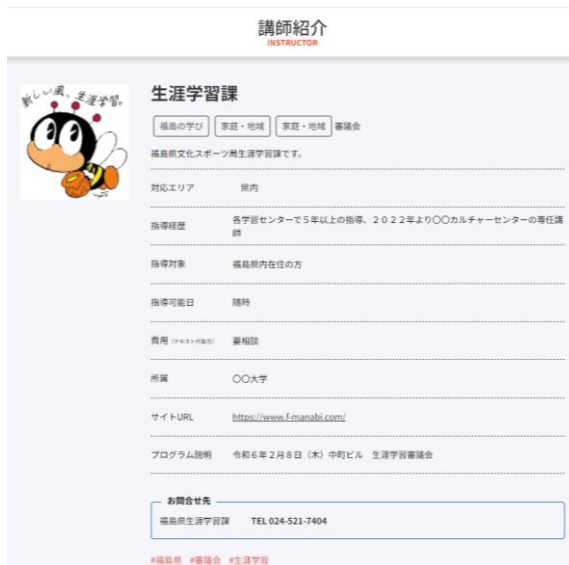 講師紹介
INSTRUCTOR
新しい風、生涯学習。
生涯学習課
福島の学び 家庭・地域 家庭・地域 審議会
福島県文化スポーツ局生涯学習課です。
対応エリア 県内
指導経歴 各学習センターで5年以上の指導、2022年より〇〇カルチャーセンターの専任講
師
指導対象 福島県内在住の方
指導可能日 随時
費用(テキスト代含む) 要相談
所属 〇〇大学
サイトURL https://www.f-manabi.com/
プログラム説明 令和6年2月8日(木)中町ビル 生涯学習審議会
お問合せ先
福島県生涯学習課 TEL 024-521-7404
#福島県 #審議会 #生涯学習